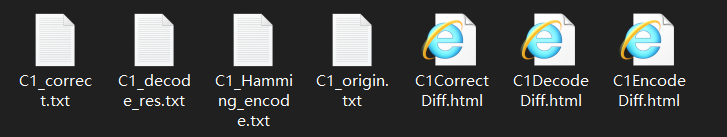 C1_correc
t.txt
C1_decod
e_res.txt
C1_Hammi
ng_encod
e.txt
C1_origin.
txt
C1Correct
Diff.html
C1Decode
Diff.html
C1Encode
Diff.html